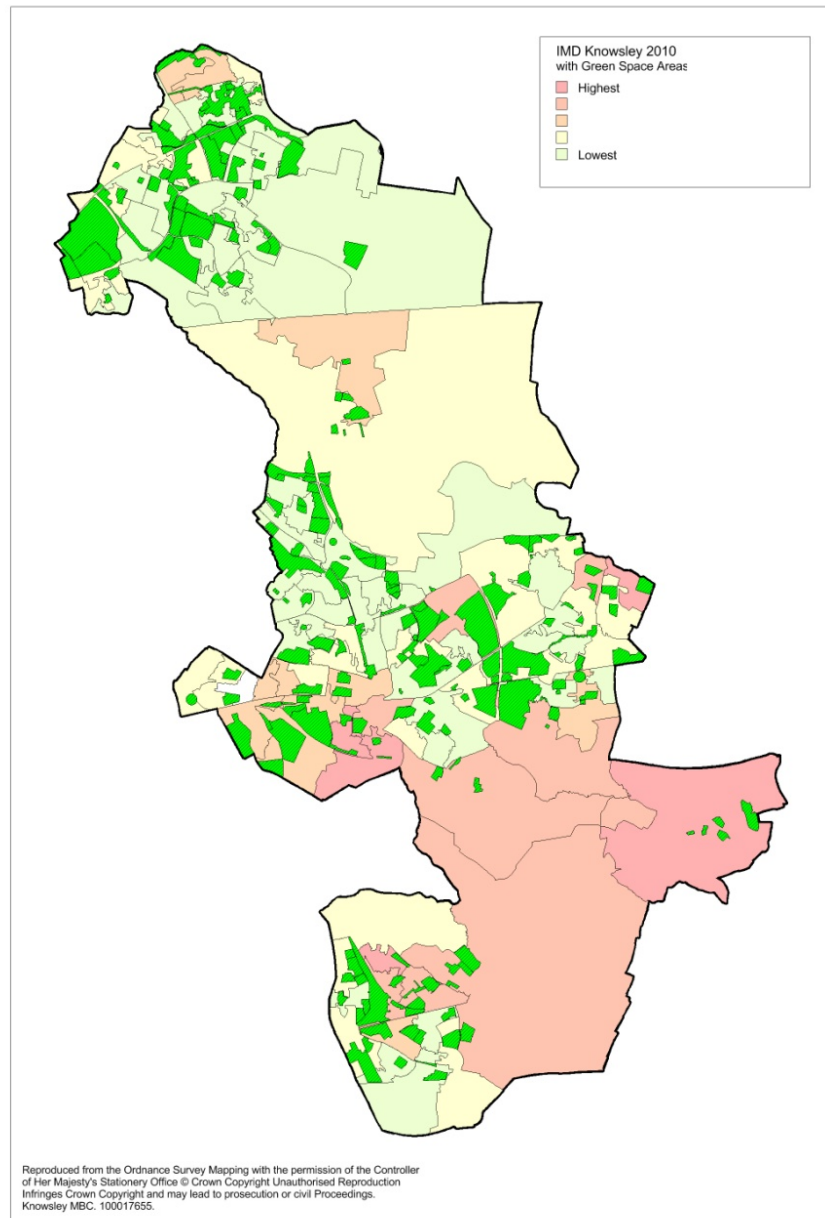 IMD Knowsley 2010
with Green Space Areas
Highest
Lowest
Reproduced from the Ordnance Survey Mapping with the permission of the Controller
of Her Majesty's Stationery Office © Crown Copyright Unauthorised Reproduction
Infringes Crown Copyright and may lead to prosecution or civil Proceedings.
Knowsley MBC. 100017655.